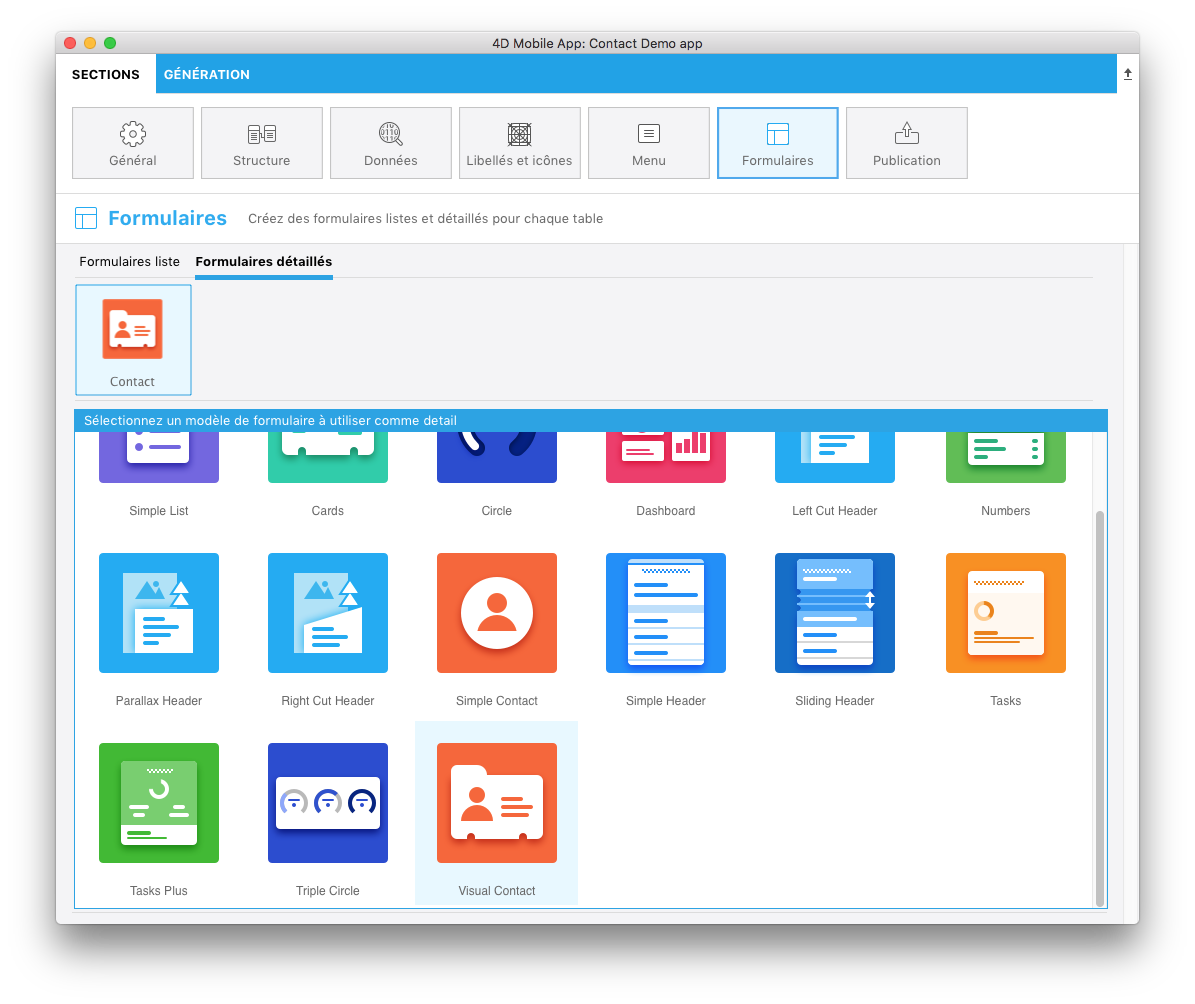 4D Mobile App: Contact Demo app
SECTIONS GÉNÉRATION
Général Structure Données Libellés et icônes Menu Formulaires Publication
Formulaires Créez des formulaires listes et détaillés pour chaque table
Formulaires liste Formulaires détaillés
Contact
Sélectionnez un modèle de formulaire à utiliser comme detail
Simple List Cards Circle Dashboard Left Cut Header Numbers
Parallax Header Right Cut Header Simple Contact Simple Header Sliding Header Tasks
Tasks Plus Triple Circle Visual Contact